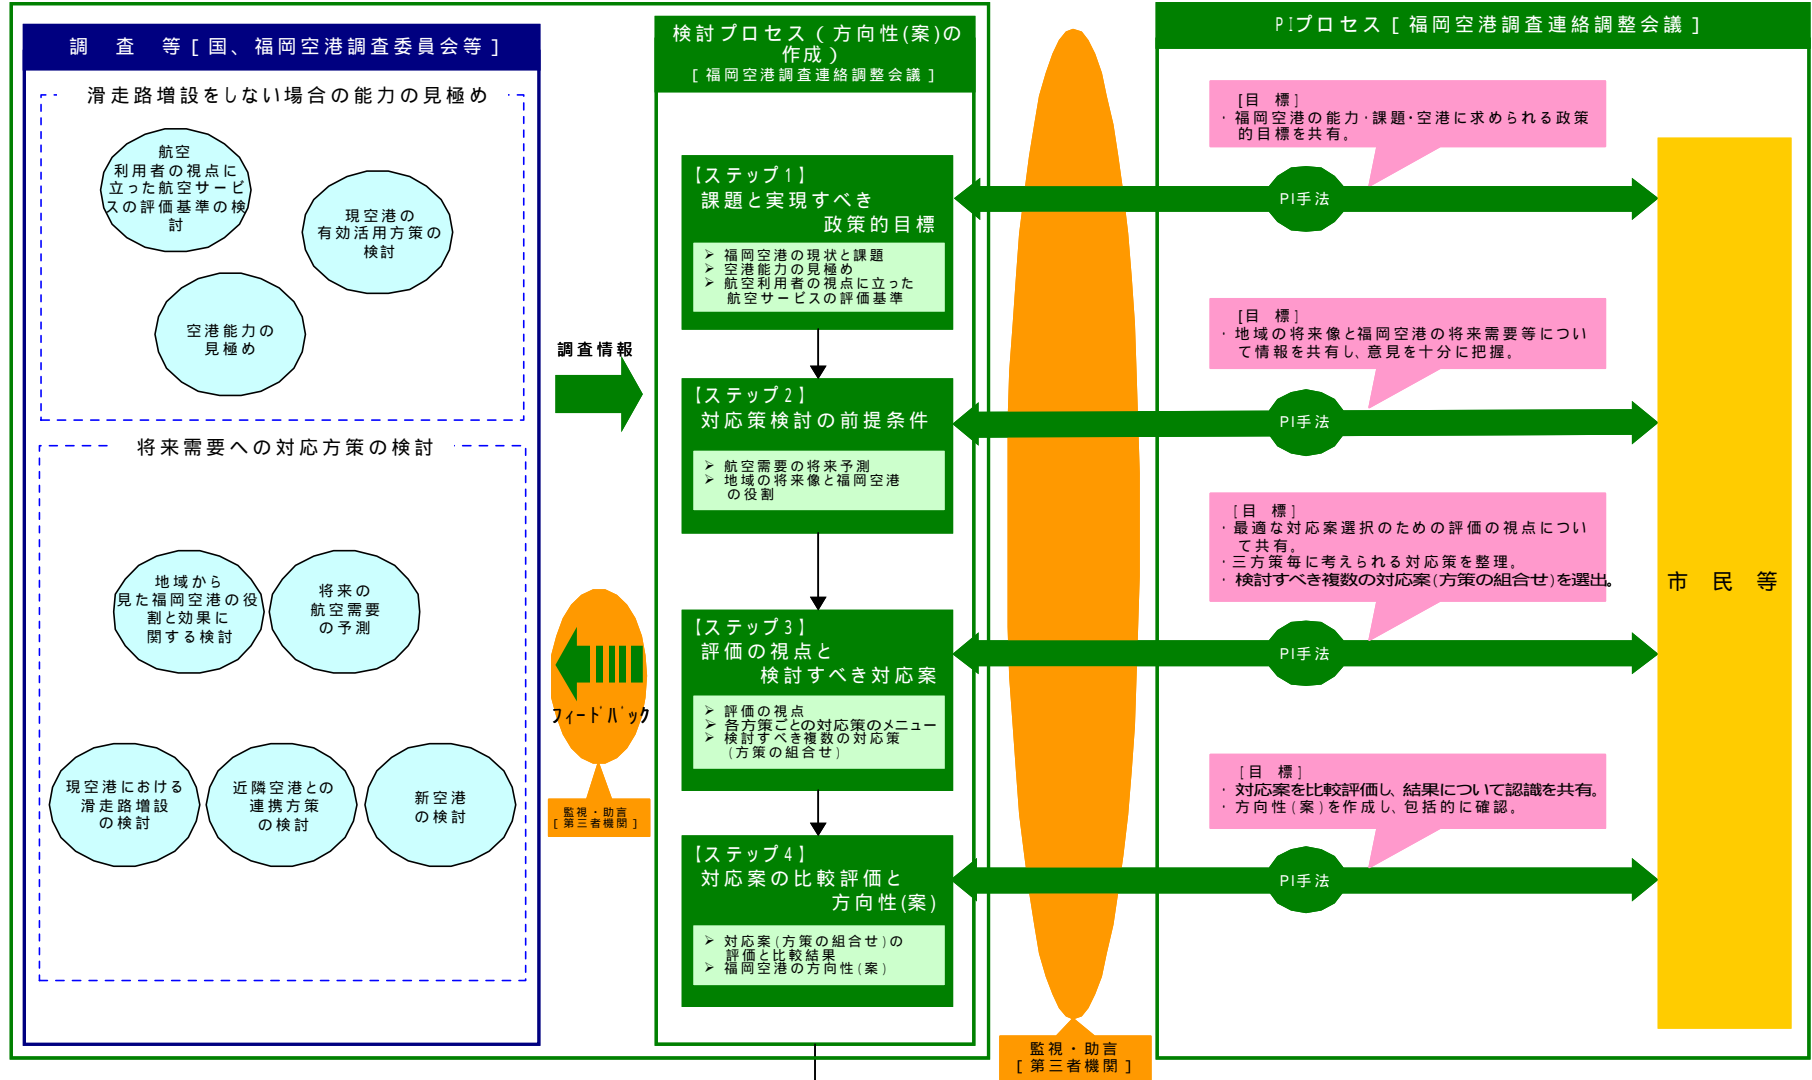 調 査 等[国、福岡空港調査委員会等]
滑走路増設をしない場合の能力の見極め
航空
利用者の視点に
立った航空サービ
スの評価基準の検
討
現空港の
有効活用方策の
検討
空港能力の
見極め
将来需要への対応方策の検討
地域から
見た福岡空港の役
割と効果に
関する検討
将来の
航空需要
の予測
現空港における
滑走路増設
の検討
近隣空港との
連携方策
の検討
新空港
の検討
調査情報
フィードバック
監視・助言
[第三者機関]
検討プロセス(方向性(案)の
作成)
[福岡空港調査連絡調整会議]
【ステップ1】
課題と実現すべき
政策的目標
➢ 福岡空港の現状と課題
➢ 空港能力の見極め
➢ 航空利用者の視点に立った
航空サービスの評価基準
【ステップ2】
対応策検討の前提条件
➢ 航空需要の将来予測
➢ 地域の将来像と福岡空港
の役割
【ステップ3】
評価の視点と
検討すべき対応案
➢ 評価の視点
➢ 各方策ごとの対応策のメニュー
➢ 検討すべき複数の対応策
(方策の組合せ)
【ステップ4】
対応案の比較評価と
方向性(案)
➢ 対応案(方策の組合せ)の
評価と比較結果
➢ 福岡空港の方向性(案)
監視・助言
[第三者機関]
PIプロセス[福岡空港調査連絡調整会議]
[目 標]
・福岡空港の能力・課題・空港に求められる政策
的目標を共有。
PI手法
[目 標]
・地域の将来像と福岡空港の将来需要等につい
て情報を共有し、意見を十分に把握。
PI手法
[目 標]
・最適な対応案選択のための評価の視点につい
て共有。
・三方策毎に考えられる対応策を整理。
・検討すべき複数の対応案(方策の組合せ)を選出。
PI手法
[目 標]
・対応案を比較評価し、結果について認識を共有。
・方向性(案)を作成し、包括的に確認。
PI手法
市 民 等